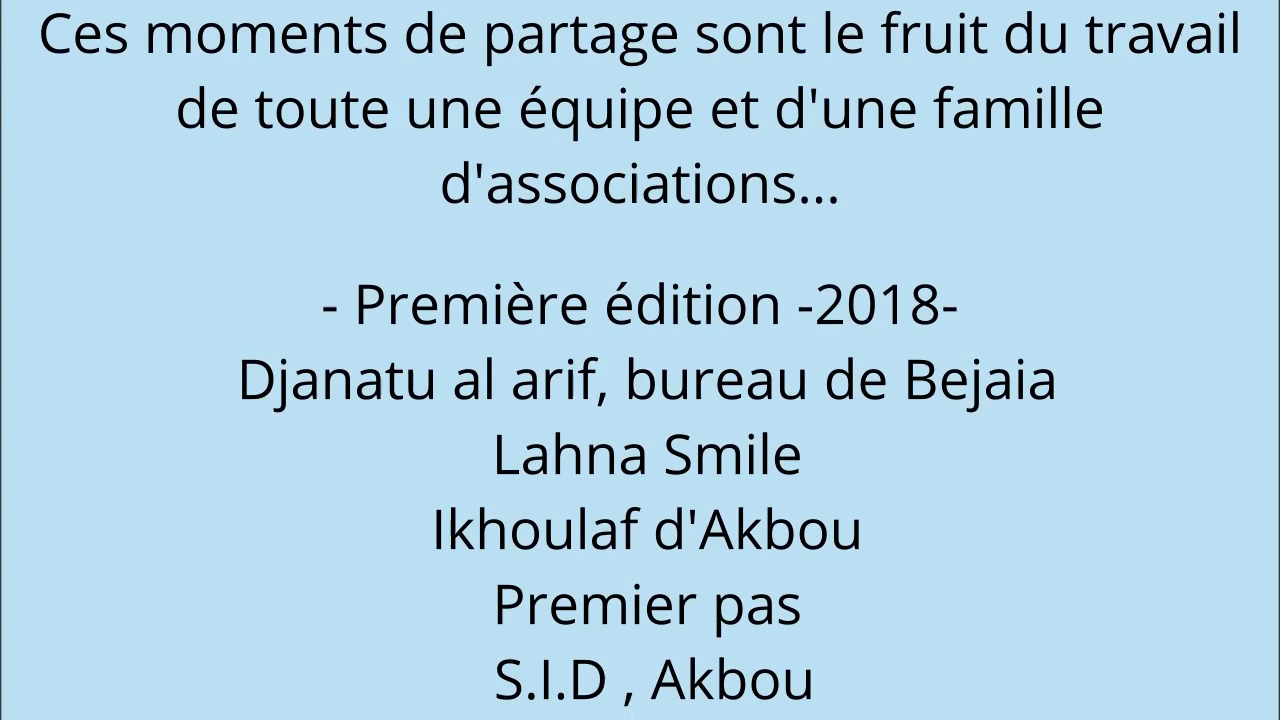 Ces moments de partage sont le fruit du travail
de toute une équipe et d'une famille
d'associations...
- Première édition -2018-
Djanatu al arif, bureau de Bejaia
Lahna Smile
Ikhoulaf d'Akbou
Premier pas
S.I.D , Akbou